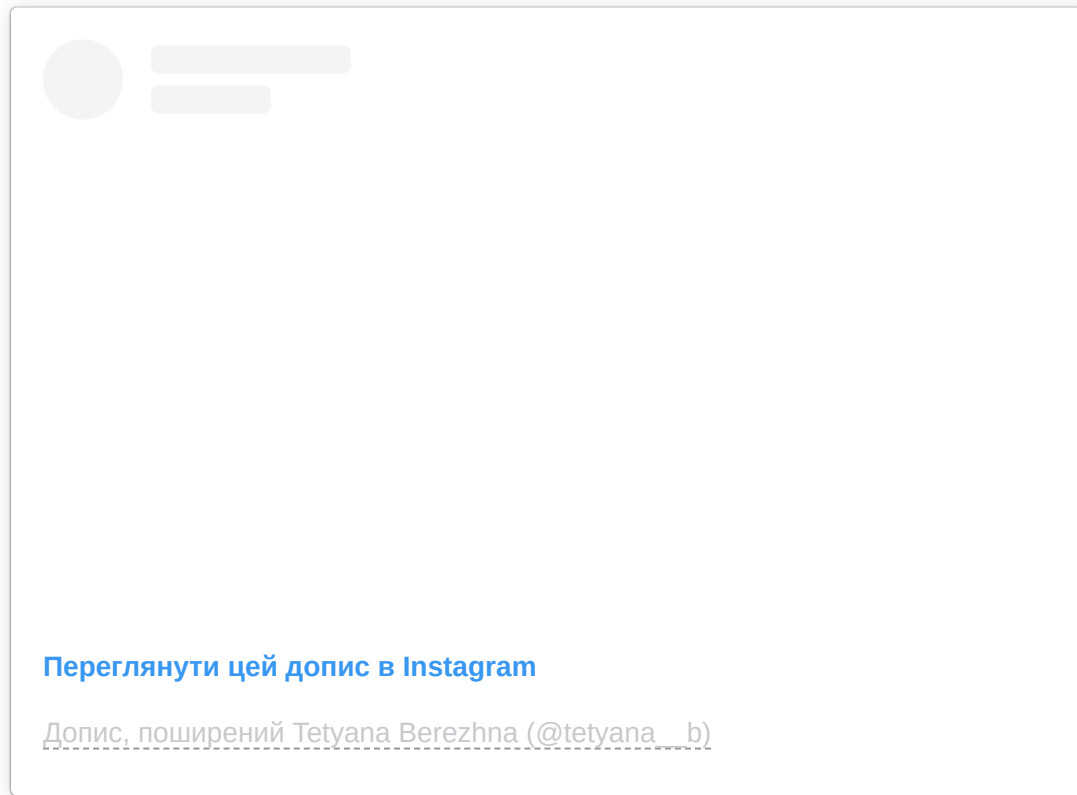 Переглянути цей допис в Instagram
Допис, поширений Tetyana Berezhna (@tetyana__b)